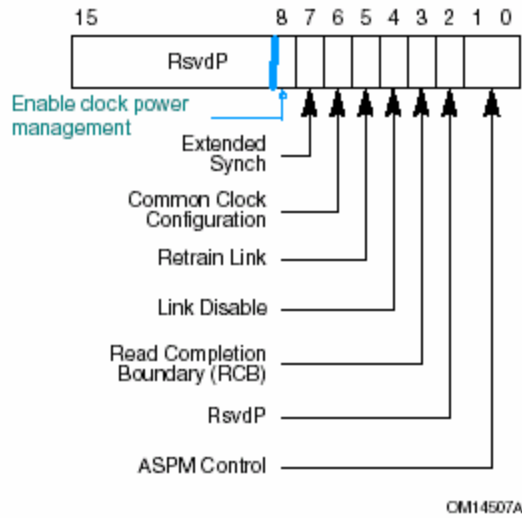 15 8 7 6 5 4 3 2 1 0
RsvdP
Enable clock power
management
Extended
Synch
Common Clock
Configuration
Retrain Link
Link Disable
Read Completion
Boundary (RCB)
RsvdP
ASPM Control
OM14507A